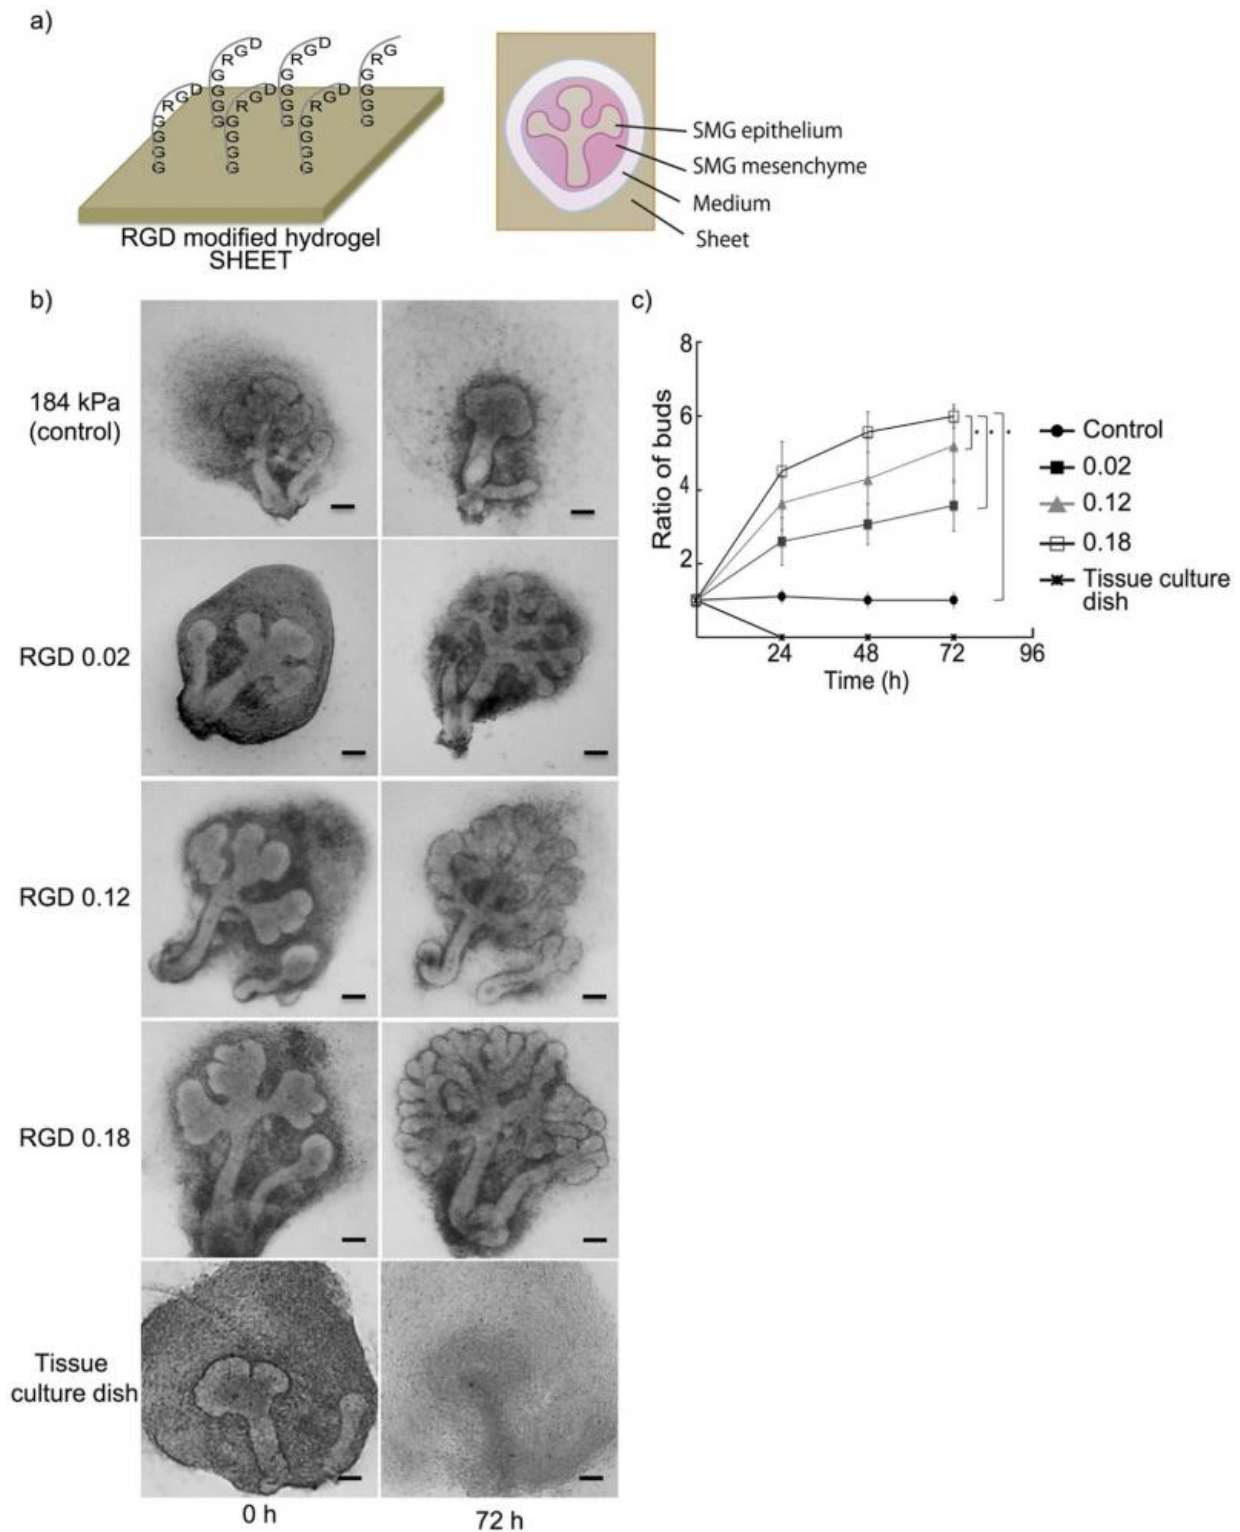 a)
G G G G R G D
G G G G R G D
G G G G R G D
G G G G R G D
G G G G R G D
G G G G R G
RGD modified hydrogel
SHEET
SMG epithelium
SMG mesenchyme
Medium
Sheet
b)
184 kPa
(control)
RGD 0.02
RGD 0.12
RGD 0.18
Tissue
culture dish
0 h
72 h
c)
Ratio of buds
8
6
4
2
24
48
72
96
Time (h)
Control
0.02
0.12
0.18
Tissue culture
dish